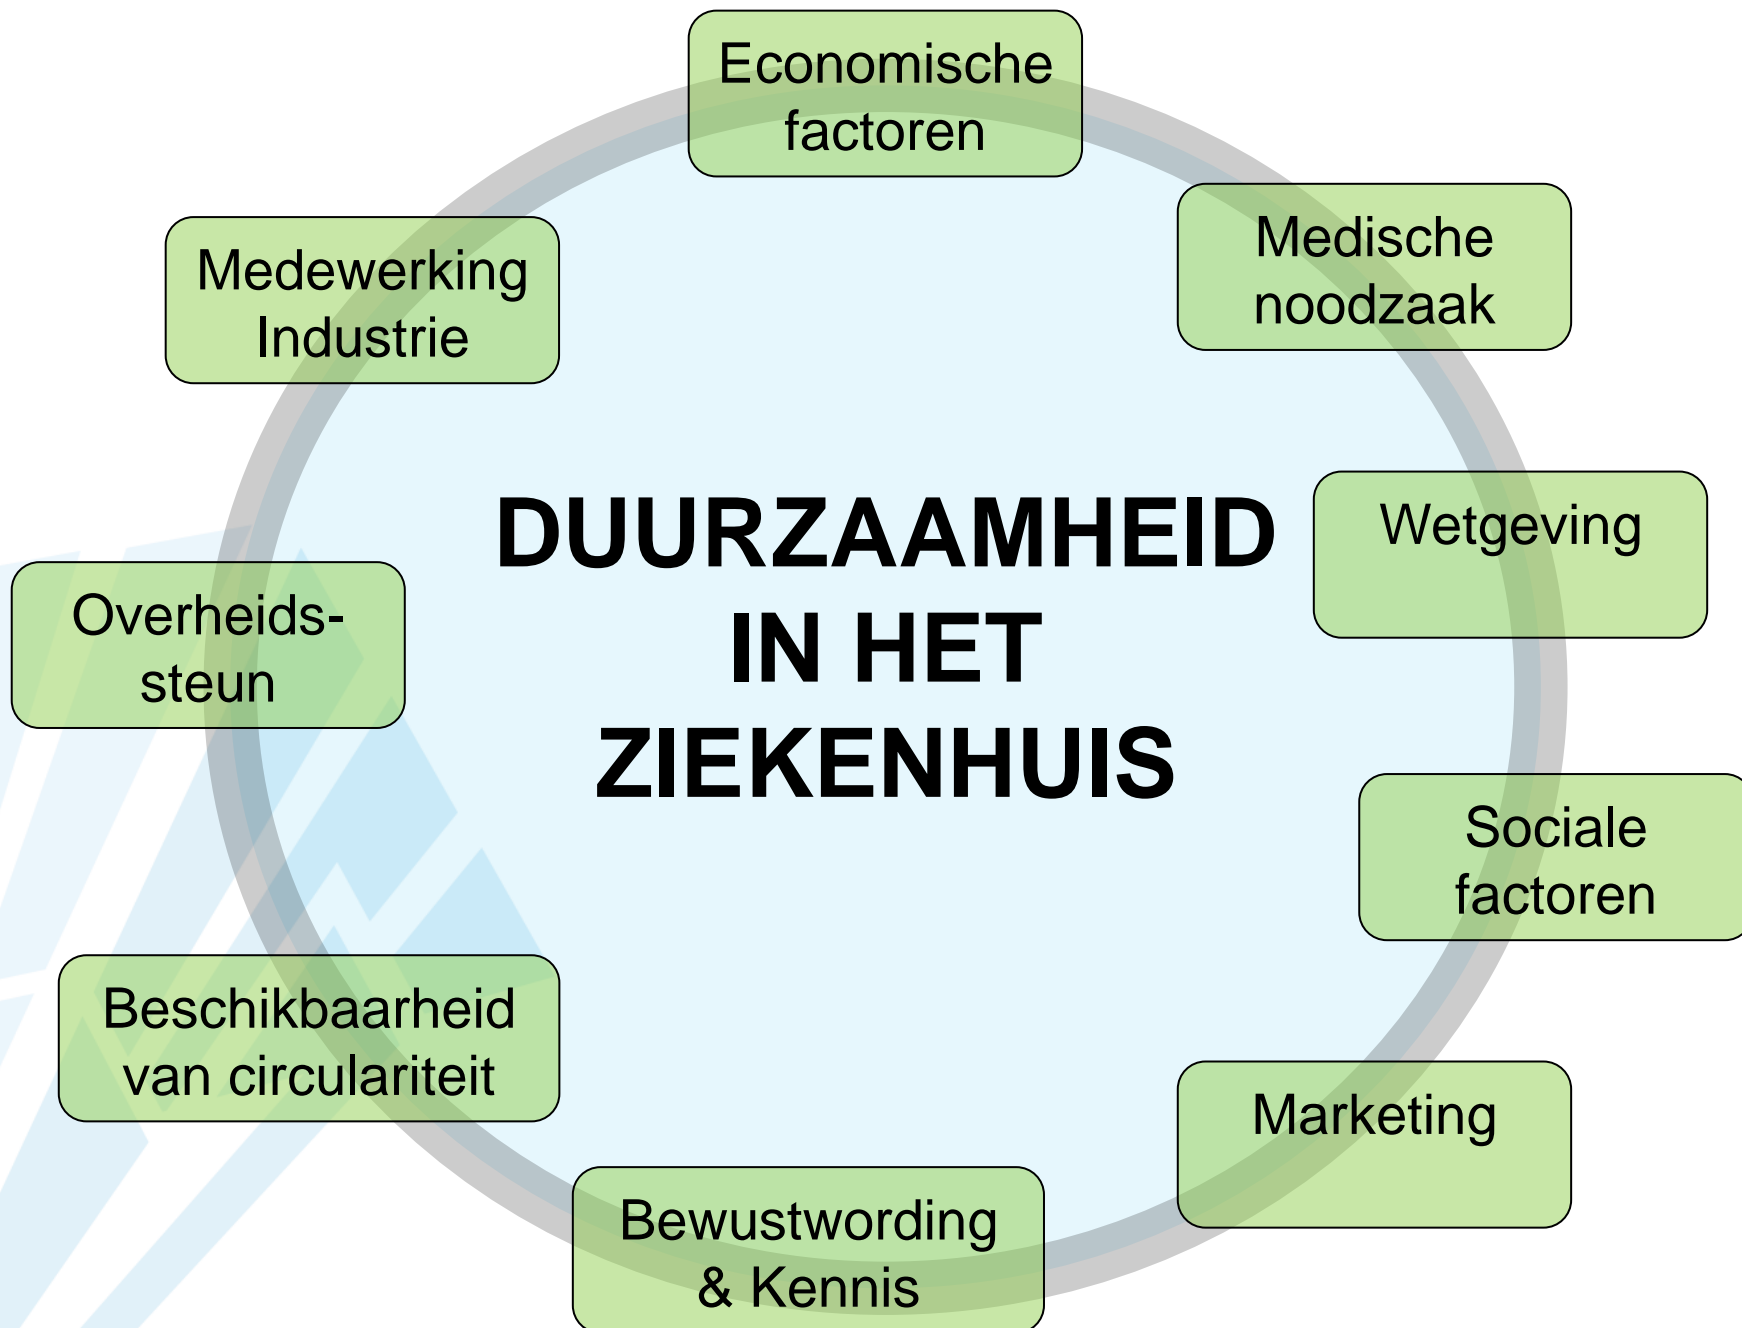 Economische
factoren
Medische
noodzaak
Medewerking
Industrie
Wetgeving
DUURZAAMHEID
IN HET
ZIEKENHUIS
Overheids-
steun
Sociale
factoren
Beschikbaarheid
van circulariteit
Marketing
Bewustwording
& Kennis